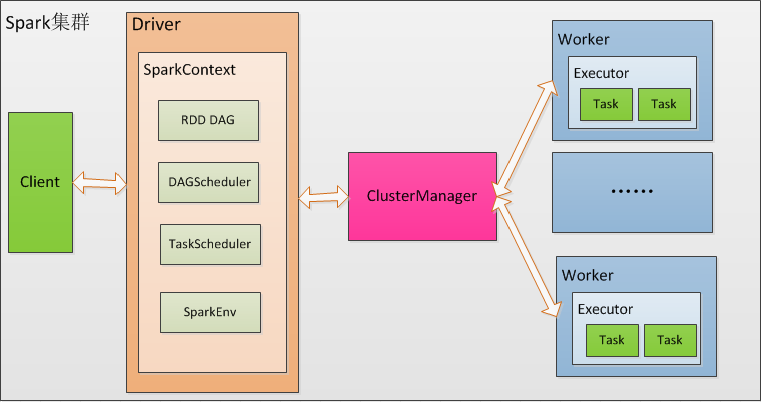 Spark集群
Driver
SparkContext
RDD DAG
DAGScheduler
TaskScheduler
SparkEnv
Client
ClusterManager
Worker
Executor
Task Task
······
Worker
Executor
Task Task